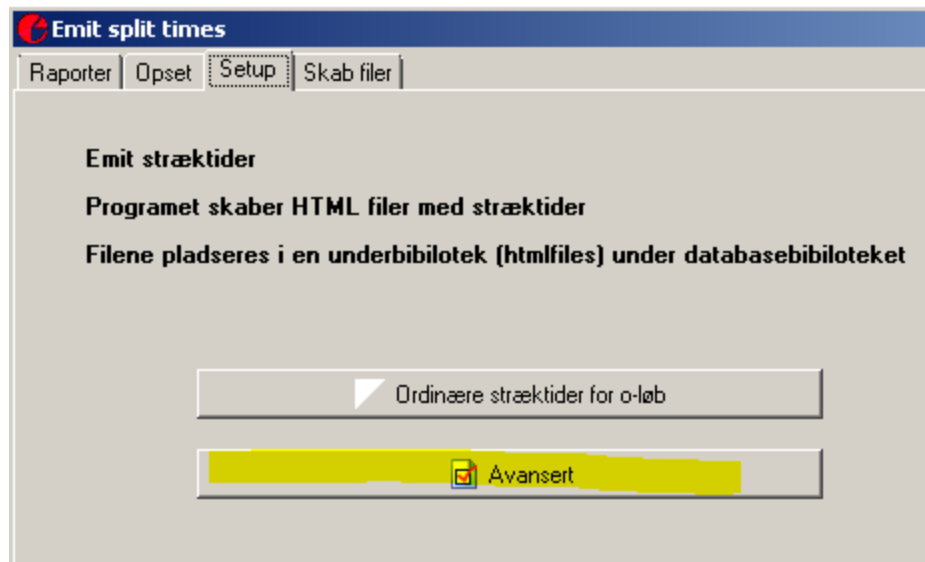 Emit split times
Raporter Opset Setup Skab filer
Emit stræktider
Programet skaber HTML filer med stræktider
Filene pladseres i en underbibilotek (htmlfiles) under databasebibiloteket
Ordinære stræktider for o-løb
Avansert